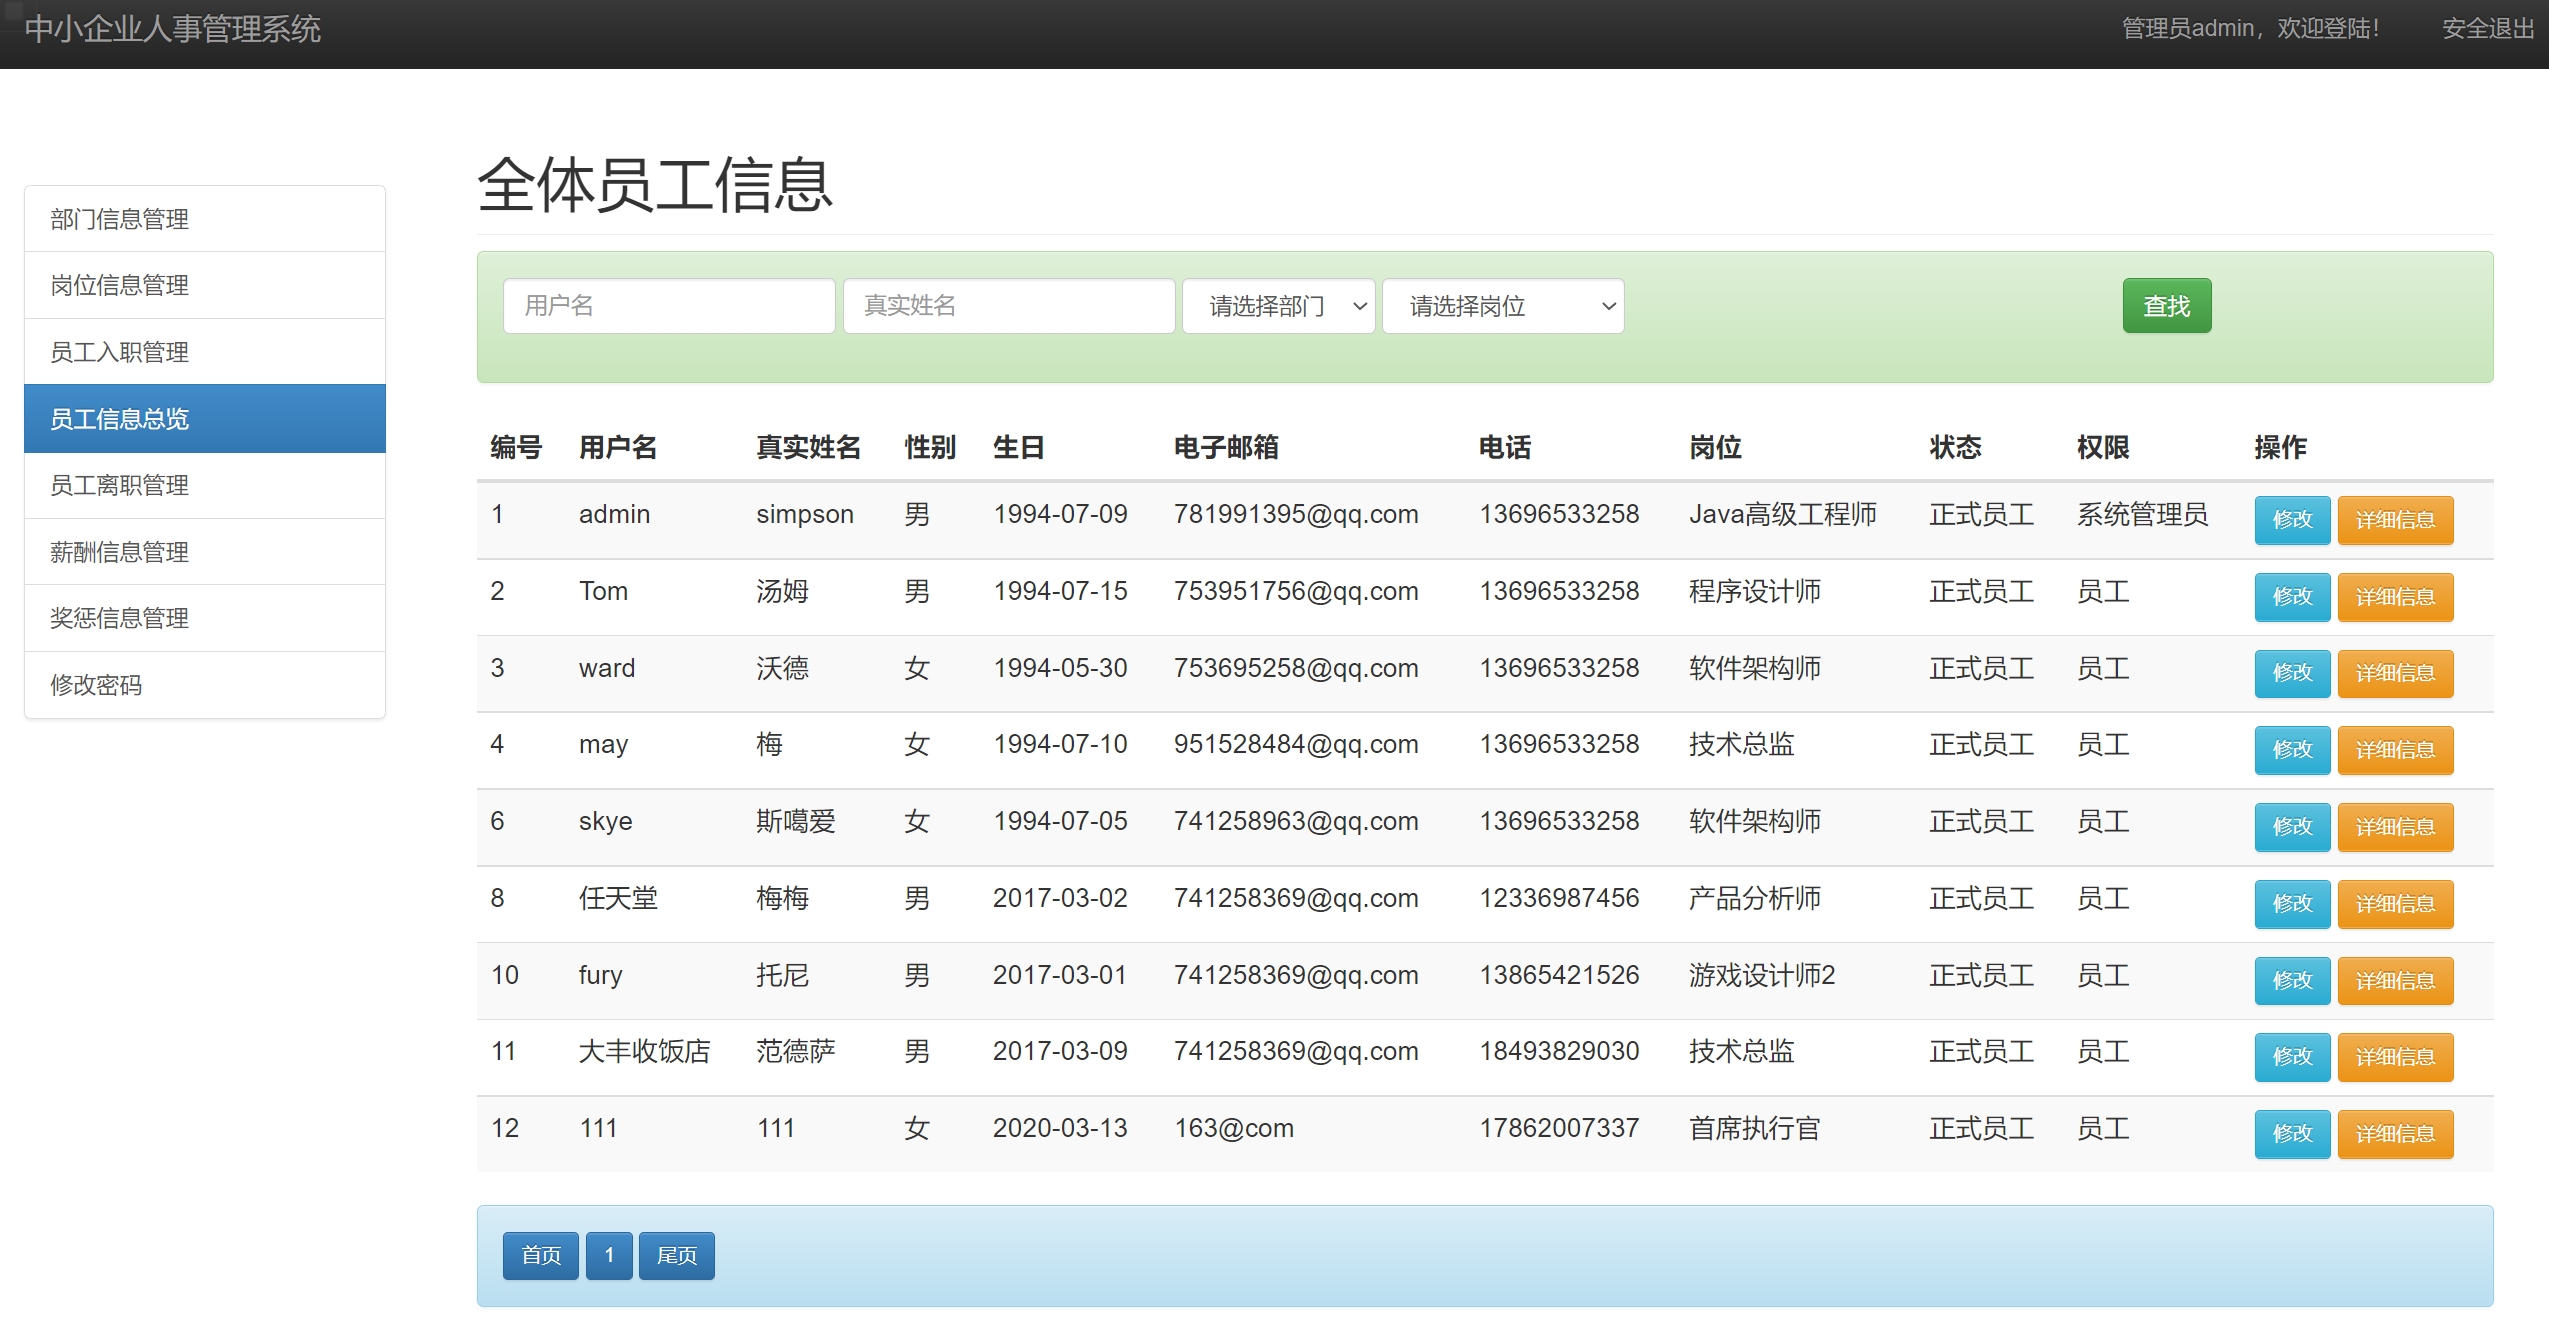 中小企业人事管理系统 管理员admin，欢迎登陆！ 安全退出
部门信息管理
岗位信息管理
员工入职管理
员工信息总览
员工离职管理
薪酬信息管理
奖惩信息管理
修改密码
全体员工信息
用户名 真实姓名 请选择部门 请选择岗位 查找
编号 用户名 真实姓名 性别 生日 电子邮箱 电话 岗位 状态 权限 操作
1 admin simpson 男 1994-07-09 781991395@qq.com 13696533258 Java高级工程师 正式员工 系统管理员 修改 详细信息
2 Tom 汤姆 男 1994-07-15 753951756@qq.com 13696533258 程序设计师 正式员工 员工 修改 详细信息
3 ward 沃德 女 1994-05-30 753695258@qq.com 13696533258 软件架构师 正式员工 员工 修改 详细信息
4 may 梅 女 1994-07-10 951528484@qq.com 13696533258 技术总监 正式员工 员工 修改 详细信息
6 skye 斯噶爱 女 1994-07-05 741258963@qq.com 13696533258 软件架构师 正式员工 员工 修改 详细信息
8 任天堂 梅梅 男 2017-03-02 741258369@qq.com 12336987456 产品分析师 正式员工 员工 修改 详细信息
10 fury 托尼 男 2017-03-01 741258369@qq.com 13865421526 游戏设计师2 正式员工 员工 修改 详细信息
11 大丰收饭店 范德萨 男 2017-03-09 741258369@qq.com 18493829030 技术总监 正式员工 员工 修改 详细信息
12 111 111 女 2020-03-13 163@com 17862007337 首席执行官 正式员工 员工 修改 详细信息
首页 1 尾页